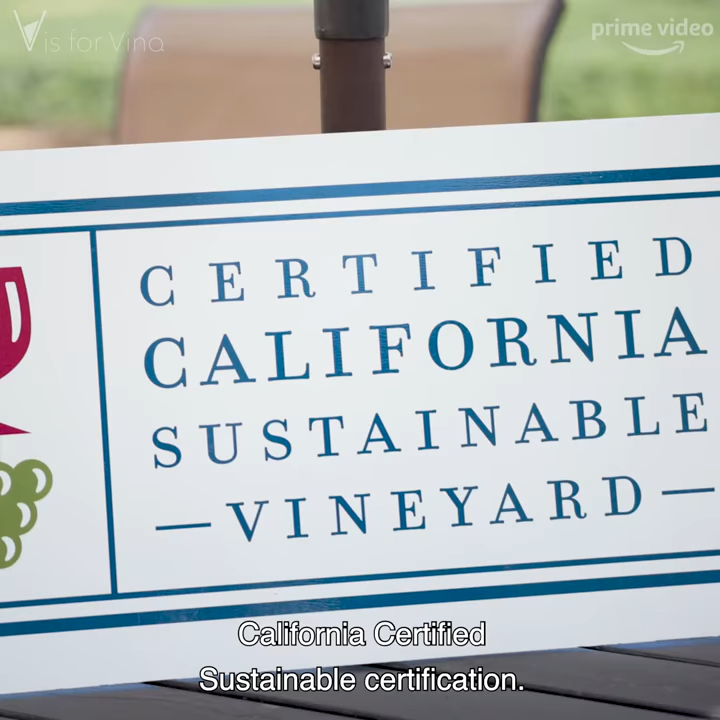 V is for Vino
prime video
CERTIFIED
CALIFORNIA
SUSTAINABLE
—VINEYARD—
California Certified
Sustainable certification.